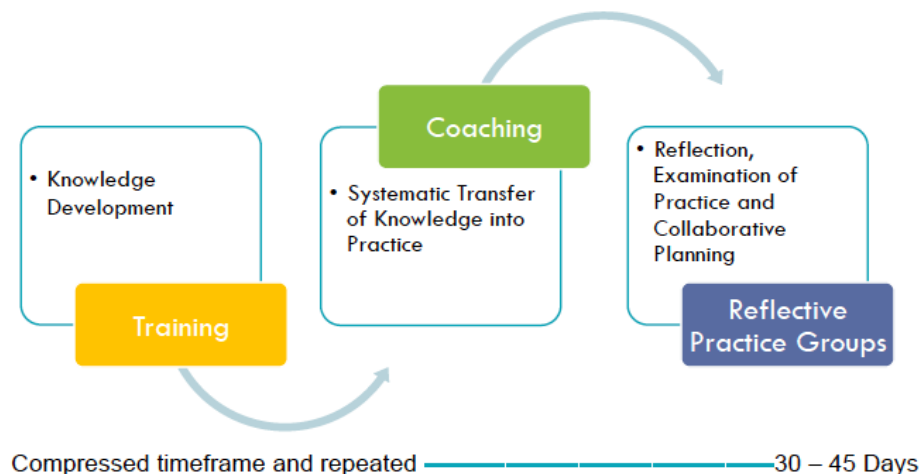 • Knowledge
Development
Training
Coaching
• Systematic Transfer
of Knowledge into
Practice
• Reflection,
Examination of
Practice and
Collaborative
Planning
Reflective
Practice Groups
Compressed timeframe and repeated 30 – 45 Days